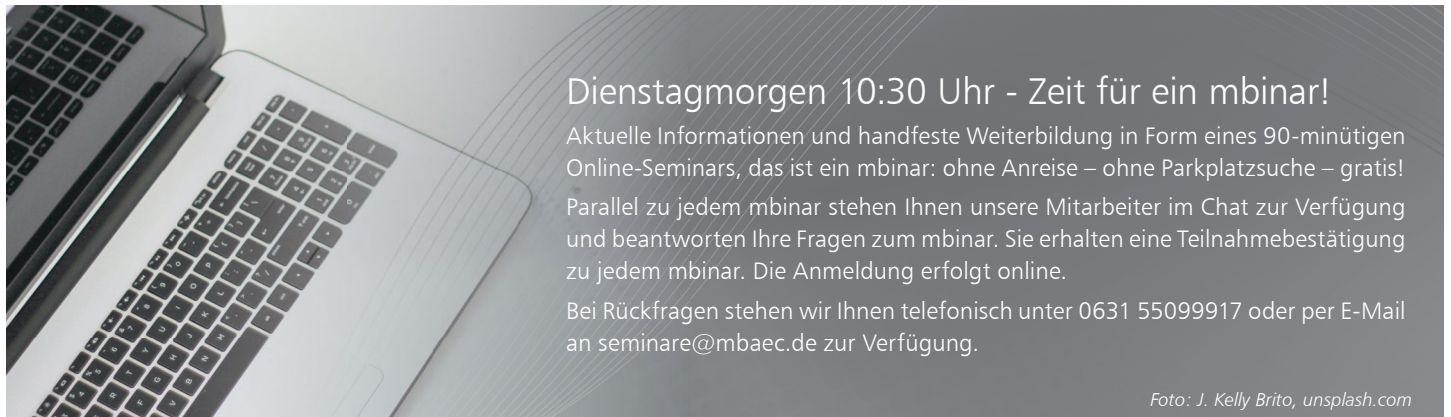 Dienstagmorgen 10:30 Uhr - Zeit für ein mbinar!
Aktuelle Informationen und handfeste Weiterbildung in Form eines 90-minütigen
Online-Seminars, das ist ein mbinar: ohne Anreise – ohne Parkplatzsuche – gratis!
Parallel zu jedem mbinar stehen Ihnen unsere Mitarbeiter im Chat zur Verfügung
und beantworten Ihre Fragen zum mbinar. Sie erhalten eine Teilnahmebestätigung
zu jedem mbinar. Die Anmeldung erfolgt online.
Bei Rückfragen stehen wir Ihnen telefonisch unter 0631 55099917 oder per E-Mail
an seminare@mbaec.de zur Verfügung.
Foto: J. Kelly Brito, unsplash.com